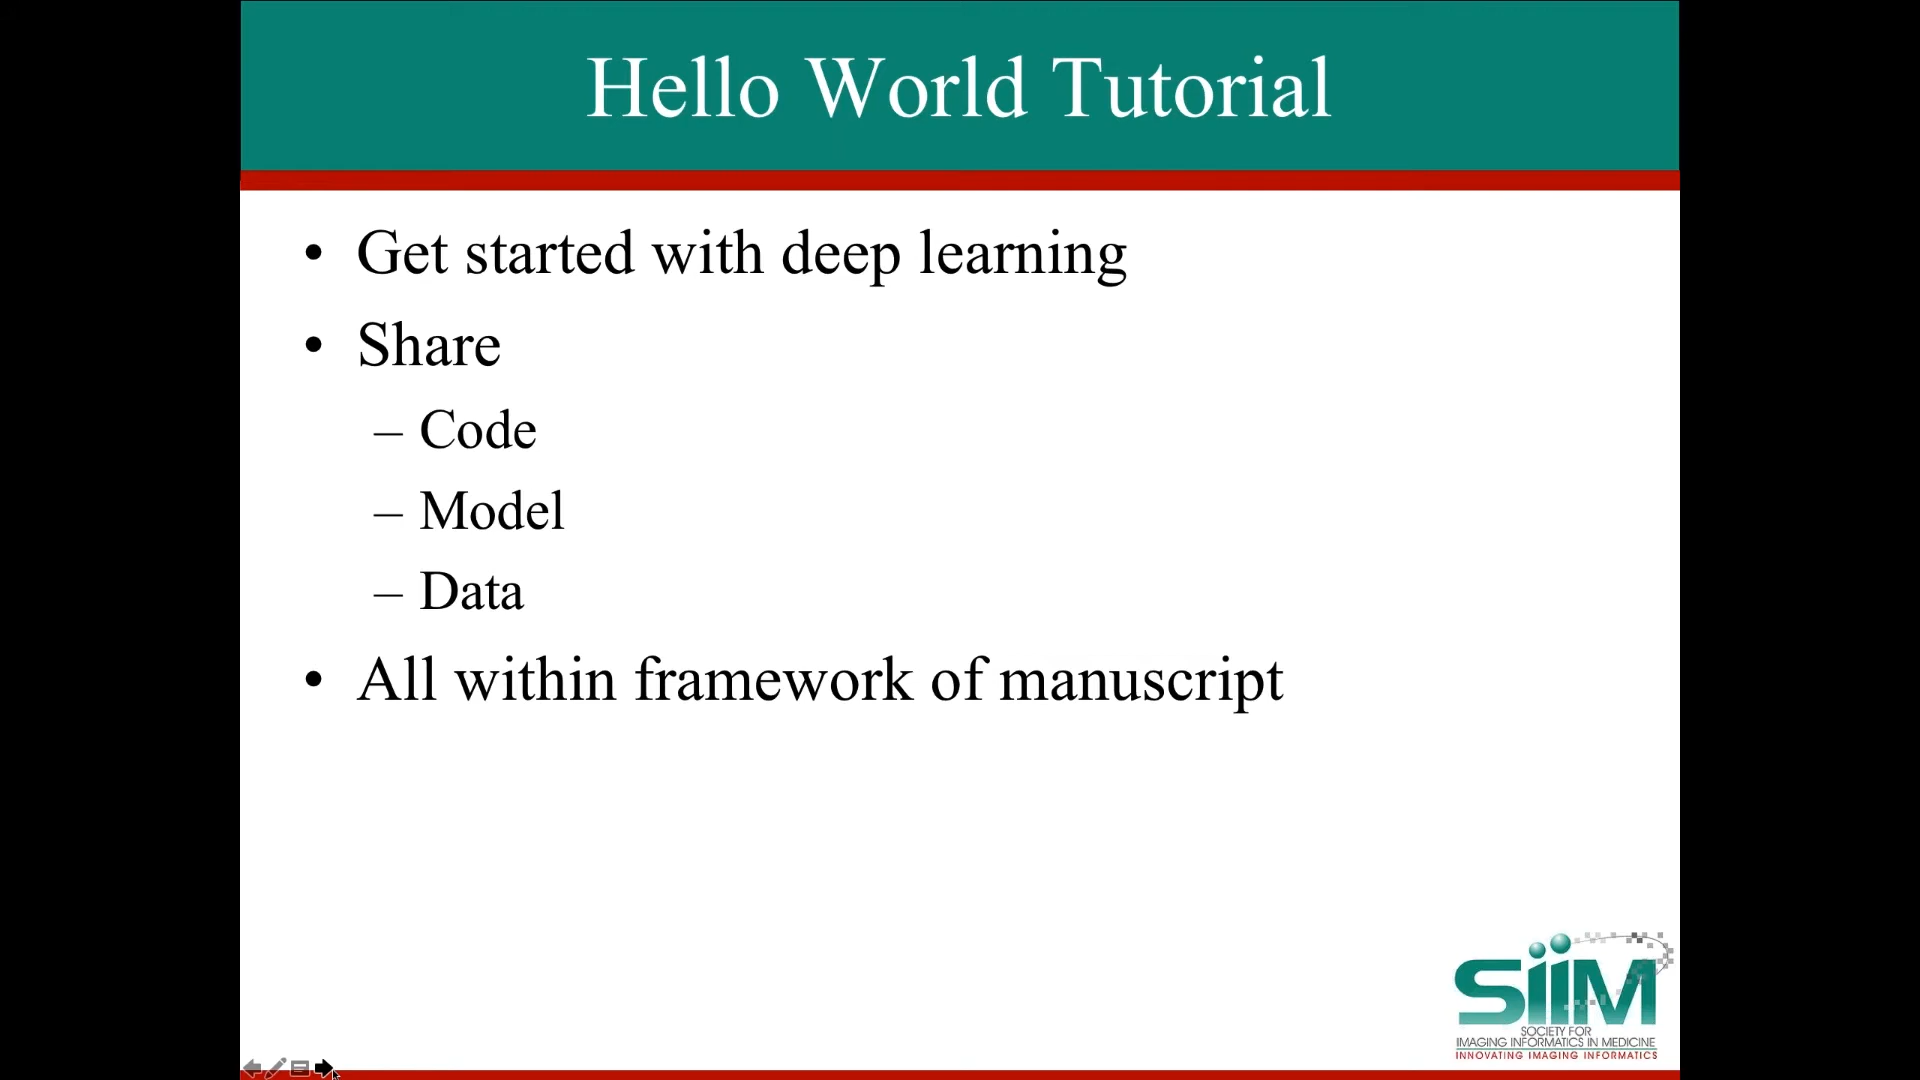 Hello World Tutorial
• Get started with deep learning
• Share
– Code
– Model
– Data
• All within framework of manuscript
SiiM
SOCIETY FOR
IMAGING INFORMATICS IN MEDICINE
INNOVATING IMAGING INFORMATICS